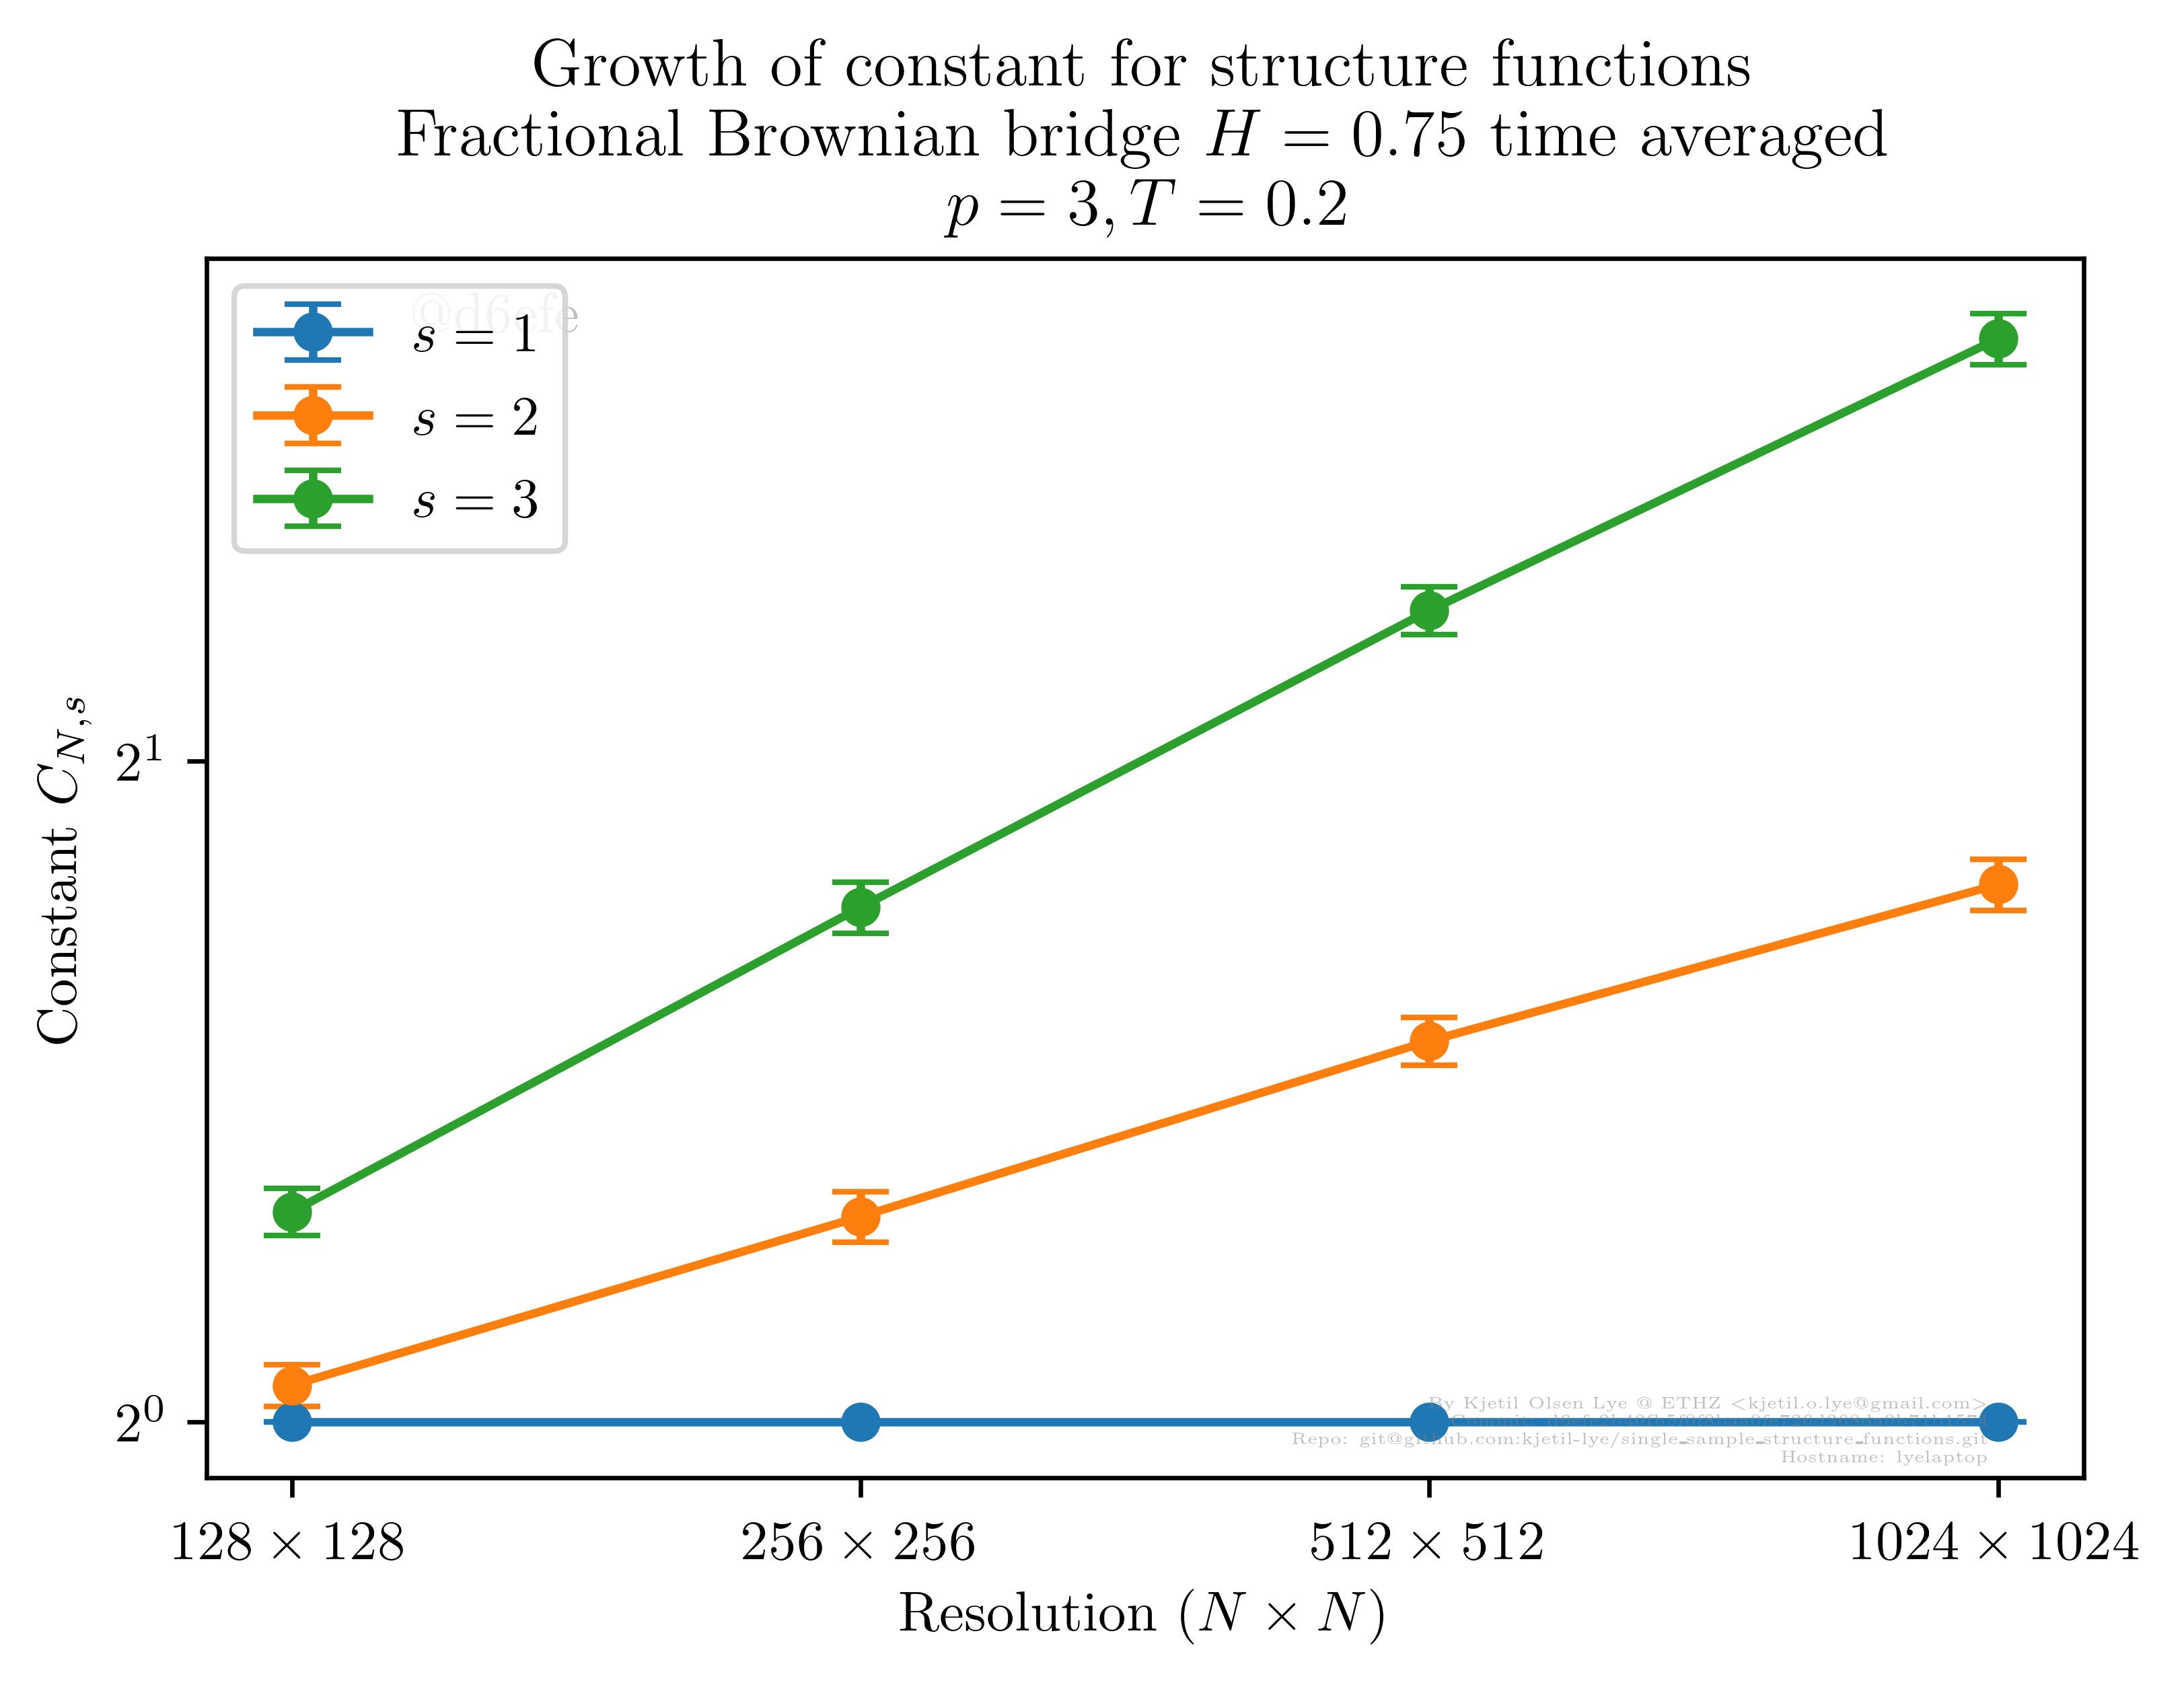 Growth of constant for structure functions
Fractional Brownian bridge H = 0.75 time averaged
p = 3, T = 0.2
@d6efe
s = 1
s = 2
s = 3
Constant C_{N,s}
2^1
2^0
By Kjetil Olsen Lye @ ETHZ <kjetil.o.lye@gmail.com>
Commit:
Repo: git@github.com:kjetil-lye/single_sample_structure_functions.git
Hostname: lyelaptop
128 × 128
256 × 256
512 × 512
1024 × 1024
Resolution (N × N)